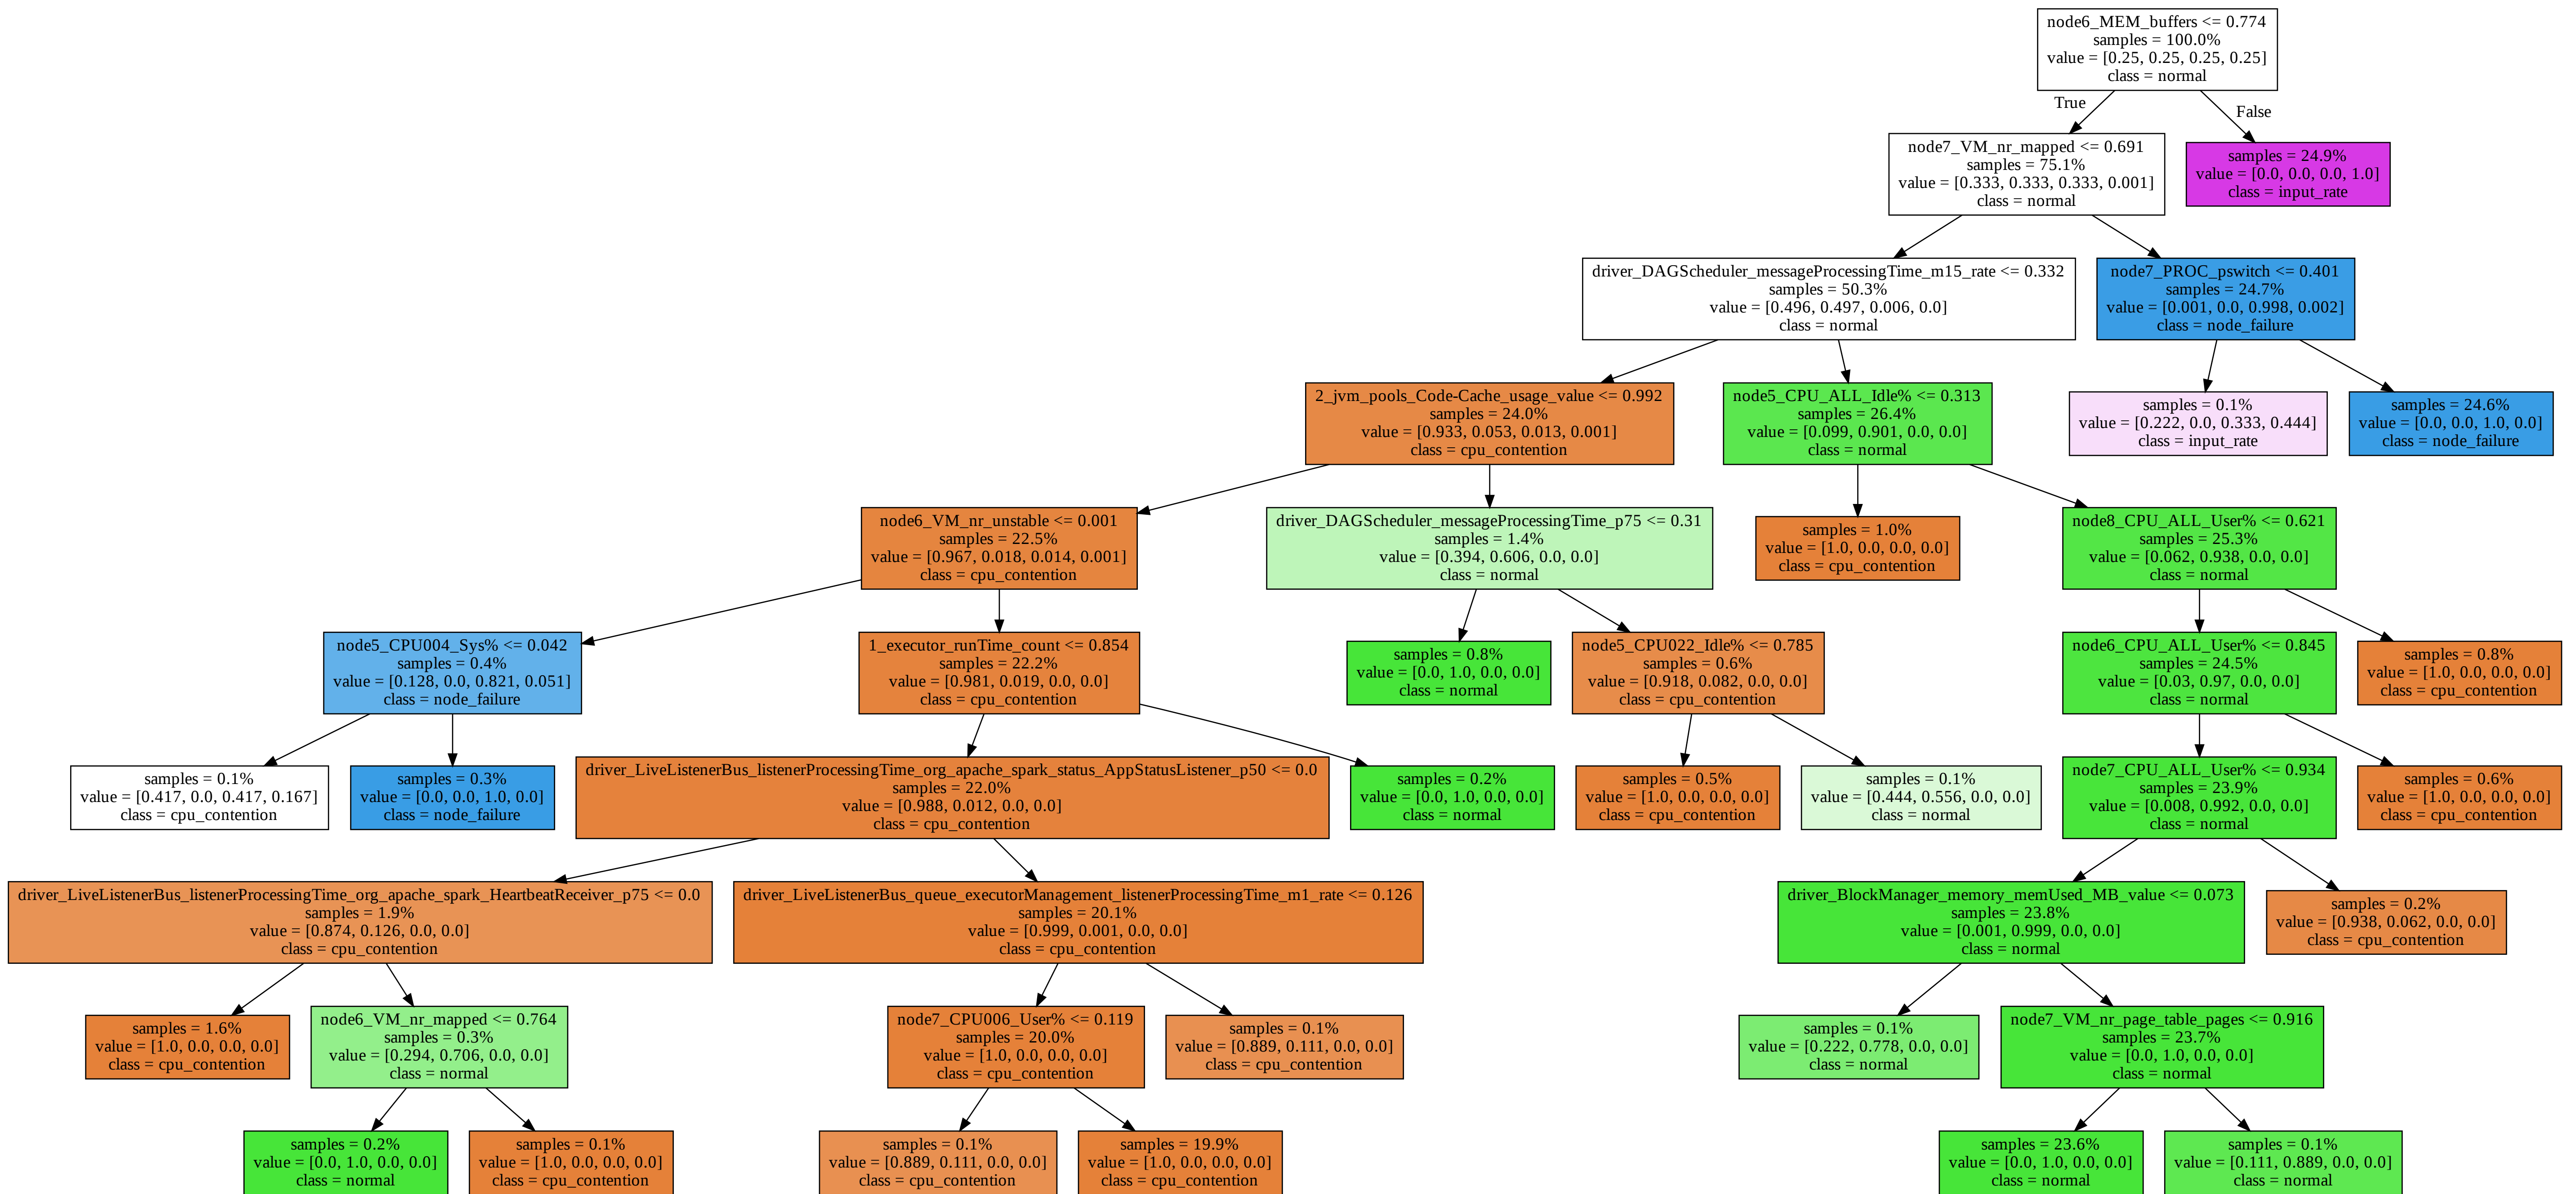 node6_MEM_buffers <= 0.774
samples = 100.0%
value = [0.25, 0.25, 0.25, 0.25]
class = normal
True
False
node7_VM_nr_mapped <= 0.691
samples = 75.1%
value = [0.333, 0.333, 0.333, 0.001]
class = normal
samples = 24.9%
value = [0.0, 0.0, 0.0, 1.0]
class = input_rate
driver_DAGScheduler_messageProcessingTime_m15_rate <= 0.332
samples = 50.3%
value = [0.496, 0.497, 0.006, 0.0]
class = normal
node7_PROC_pswitch <= 0.401
samples = 24.7%
value = [0.001, 0.0, 0.998, 0.002]
class = node_failure
2_jvm_pools_Code-Cache_usage_value <= 0.992
samples = 24.0%
value = [0.933, 0.053, 0.013, 0.001]
class = cpu_contention
node5_CPU_ALL_Idle% <= 0.313
samples = 26.4%
value = [0.099, 0.901, 0.0, 0.0]
class = normal
samples = 0.1%
value = [0.222, 0.0, 0.333, 0.444]
class = input_rate
samples = 24.6%
value = [0.0, 0.0, 1.0, 0.0]
class = node_failure
node6_VM_nr_unstable <= 0.001
samples = 22.5%
value = [0.967, 0.018, 0.014, 0.001]
class = cpu_contention
driver_DAGScheduler_messageProcessingTime_p75 <= 0.31
samples = 1.4%
value = [0.394, 0.606, 0.0, 0.0]
class = normal
samples = 1.0%
value = [1.0, 0.0, 0.0, 0.0]
class = cpu_contention
node8_CPU_ALL_User% <= 0.621
samples = 25.3%
value = [0.062, 0.938, 0.0, 0.0]
class = normal
node5_CPU004_Sys% <= 0.042
samples = 0.4%
value = [0.128, 0.0, 0.821, 0.051]
class = node_failure
1_executor_runTime_count <= 0.854
samples = 22.2%
value = [0.981, 0.019, 0.0, 0.0]
class = cpu_contention
samples = 0.8%
value = [0.0, 1.0, 0.0, 0.0]
class = normal
node5_CPU022_Idle% <= 0.785
samples = 0.6%
value = [0.918, 0.082, 0.0, 0.0]
class = cpu_contention
node6_CPU_ALL_User% <= 0.845
samples = 24.5%
value = [0.03, 0.97, 0.0, 0.0]
class = normal
samples = 0.8%
value = [1.0, 0.0, 0.0, 0.0]
class = cpu_contention
samples = 0.1%
value = [0.417, 0.0, 0.417, 0.167]
class = cpu_contention
samples = 0.3%
value = [0.0, 0.0, 1.0, 0.0]
class = node_failure
driver_LiveListenerBus_listenerProcessingTime_org_apache_spark_status_AppStatusListener_p50 <= 0.0
samples = 22.0%
value = [0.988, 0.012, 0.0, 0.0]
class = cpu_contention
samples = 0.2%
value = [0.0, 1.0, 0.0, 0.0]
class = normal
samples = 0.5%
value = [1.0, 0.0, 0.0, 0.0]
class = cpu_contention
samples = 0.1%
value = [0.444, 0.556, 0.0, 0.0]
class = normal
node7_CPU_ALL_User% <= 0.934
samples = 23.9%
value = [0.008, 0.992, 0.0, 0.0]
class = normal
samples = 0.6%
value = [1.0, 0.0, 0.0, 0.0]
class = cpu_contention
driver_LiveListenerBus_listenerProcessingTime_org_apache_spark_HeartbeatReceiver_p75 <= 0.0
samples = 1.9%
value = [0.874, 0.126, 0.0, 0.0]
class = cpu_contention
driver_LiveListenerBus_queue_executorManagement_listenerProcessingTime_m1_rate <= 0.126
samples = 20.1%
value = [0.999, 0.001, 0.0, 0.0]
class = cpu_contention
driver_BlockManager_memory_memUsed_MB_value <= 0.073
samples = 23.8%
value = [0.001, 0.999, 0.0, 0.0]
class = normal
samples = 0.2%
value = [0.938, 0.062, 0.0, 0.0]
class = cpu_contention
samples = 1.6%
value = [1.0, 0.0, 0.0, 0.0]
class = cpu_contention
node6_VM_nr_mapped <= 0.764
samples = 0.3%
value = [0.294, 0.706, 0.0, 0.0]
class = normal
node7_CPU006_User% <= 0.119
samples = 20.0%
value = [1.0, 0.0, 0.0, 0.0]
class = cpu_contention
samples = 0.1%
value = [0.889, 0.111, 0.0, 0.0]
class = cpu_contention
samples = 0.1%
value = [0.222, 0.778, 0.0, 0.0]
class = normal
node7_VM_nr_page_table_pages <= 0.916
samples = 23.7%
value = [0.0, 1.0, 0.0, 0.0]
class = normal
samples = 0.2%
value = [0.0, 1.0, 0.0, 0.0]
class = normal
samples = 0.1%
value = [1.0, 0.0, 0.0, 0.0]
class = cpu_contention
samples = 0.1%
value = [0.889, 0.111, 0.0, 0.0]
class = cpu_contention
samples = 19.9%
value = [1.0, 0.0, 0.0, 0.0]
class = cpu_contention
samples = 23.6%
value = [0.0, 1.0, 0.0, 0.0]
class = normal
samples = 0.1%
value = [0.111, 0.889, 0.0, 0.0]
class = normal